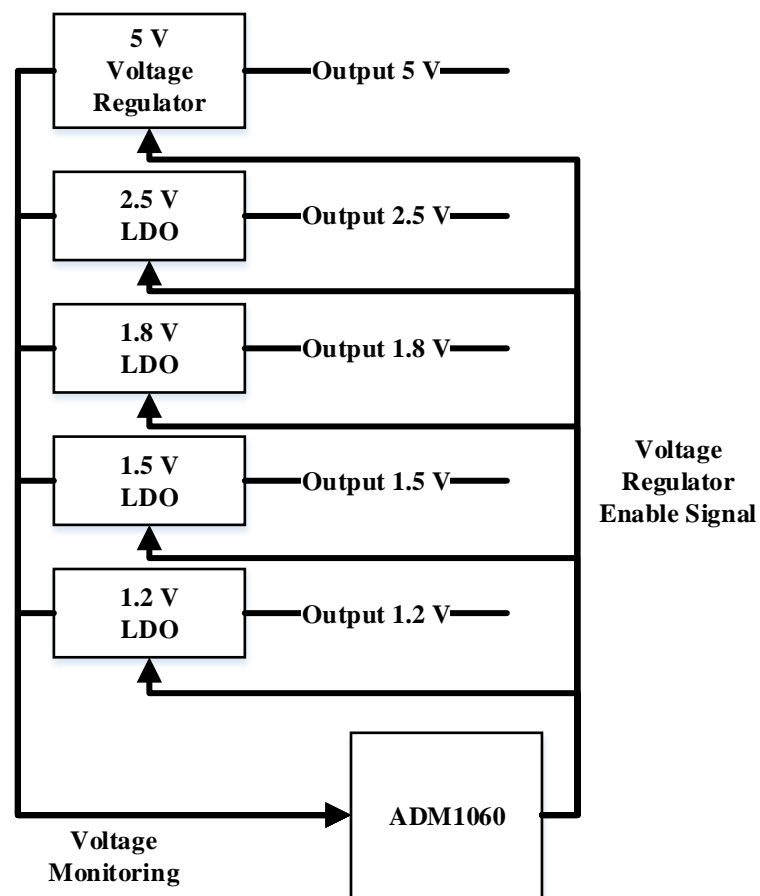 5 V
Voltage
Regulator
Output 5 V
2.5 V
LDO
Output 2.5 V
1.8 V
LDO
Output 1.8 V
1.5 V
LDO
Output 1.5 V
Voltage
Regulator
Enable Signal
1.2 V
LDO
Output 1.2 V
ADM1060
Voltage
Monitoring